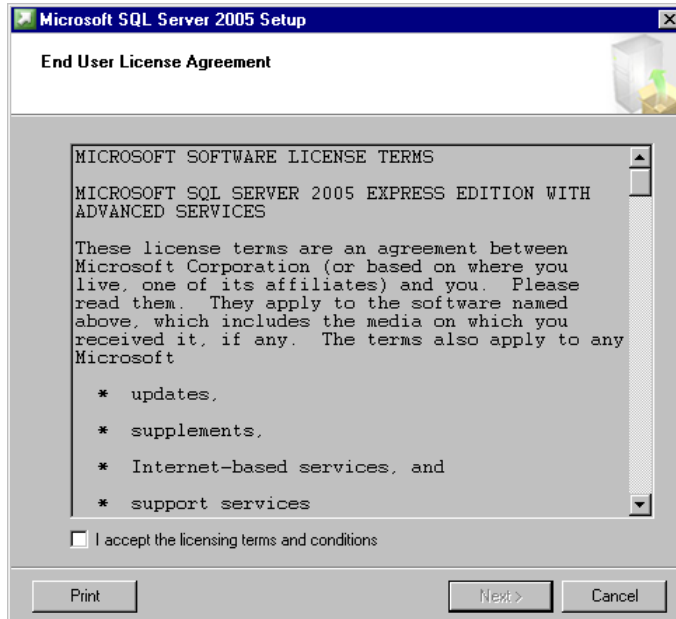 Microsoft SQL Server 2005 Setup
End User License Agreement
MICROSOFT SOFTWARE LICENSE TERMS
MICROSOFT SQL SERVER 2005 EXPRESS EDITION WITH
ADVANCED SERVICES
These license terms are an agreement between
Microsoft Corporation (or based on where you
live, one of its affiliates) and you.  Please
read them.  They apply to the software named
above, which includes the media on which you
received it, if any.  The terms also apply to any
Microsoft
* updates,
* supplements,
* Internet-based services, and
* support services
I accept the licensing terms and conditions
Print
Next >
Cancel